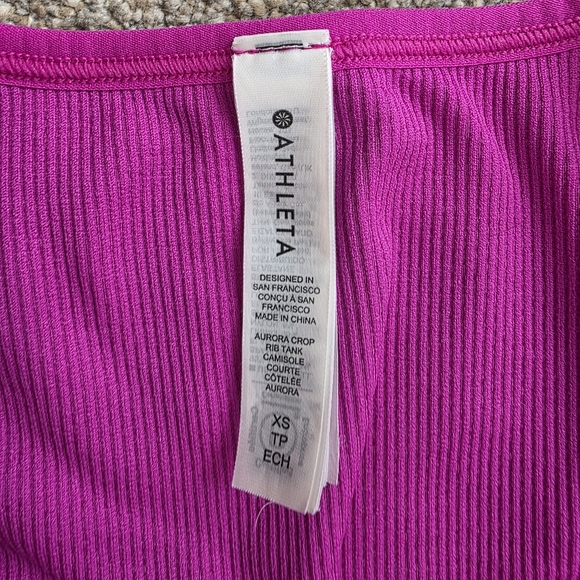 ATHLETA
DESIGNED IN
SAN FRANCISCO
CONÇU À SAN
FRANCISCO
MADE IN CHINA
AURORA CROP
RIB TANK
CAMISOLE
COURTE
CÔTELÉE
AURORA
XS
TP
ECH